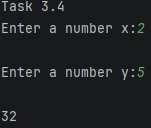 Task 3.4
Enter a number x:2
Enter a number y:5
32